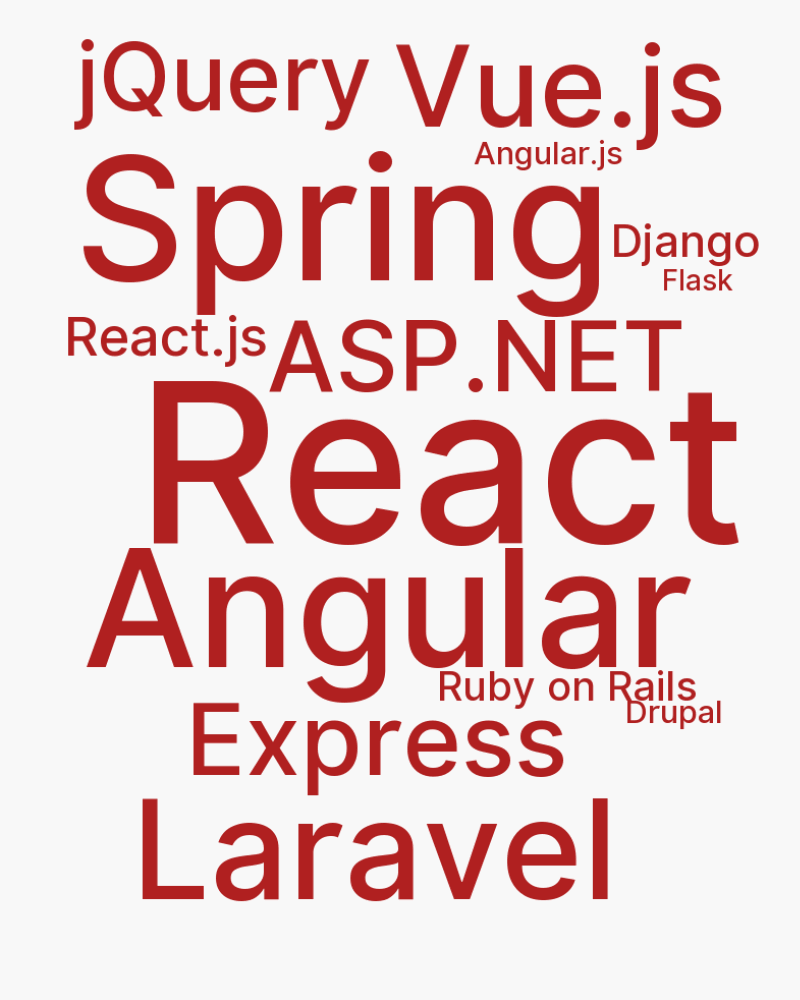 jQuery Vue.js
Angular.js
Spring
Django
Flask
React.js ASP.NET
React
Angular
Ruby on Rails
Drupal
Express
Laravel